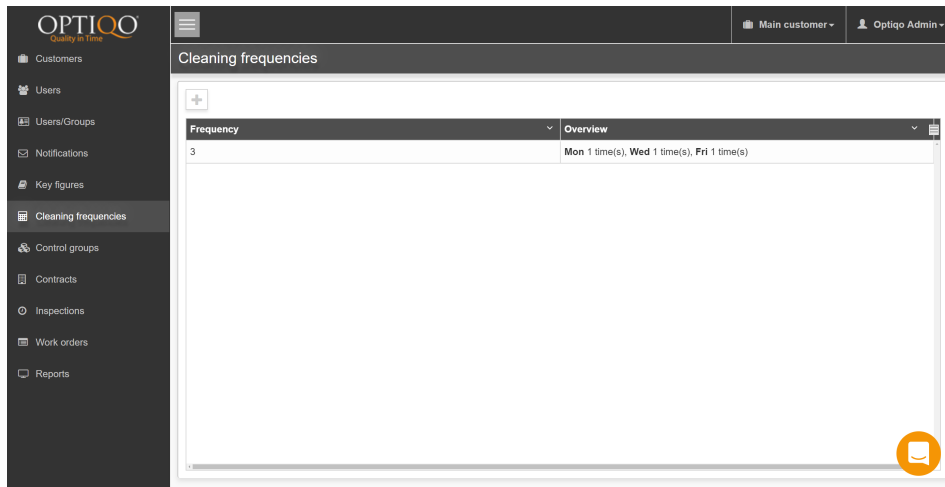 OPTIQO
Quality in Time
Main customer
Optiqo Admin
Customers
Cleaning frequencies
Users
Users/Groups
Notifications
Key figures
Cleaning frequencies
Control groups
Contracts
Inspections
Work orders
Reports
Frequency
Overview
3
Mon 1 time(s), Wed 1 time(s), Fri 1 time(s)